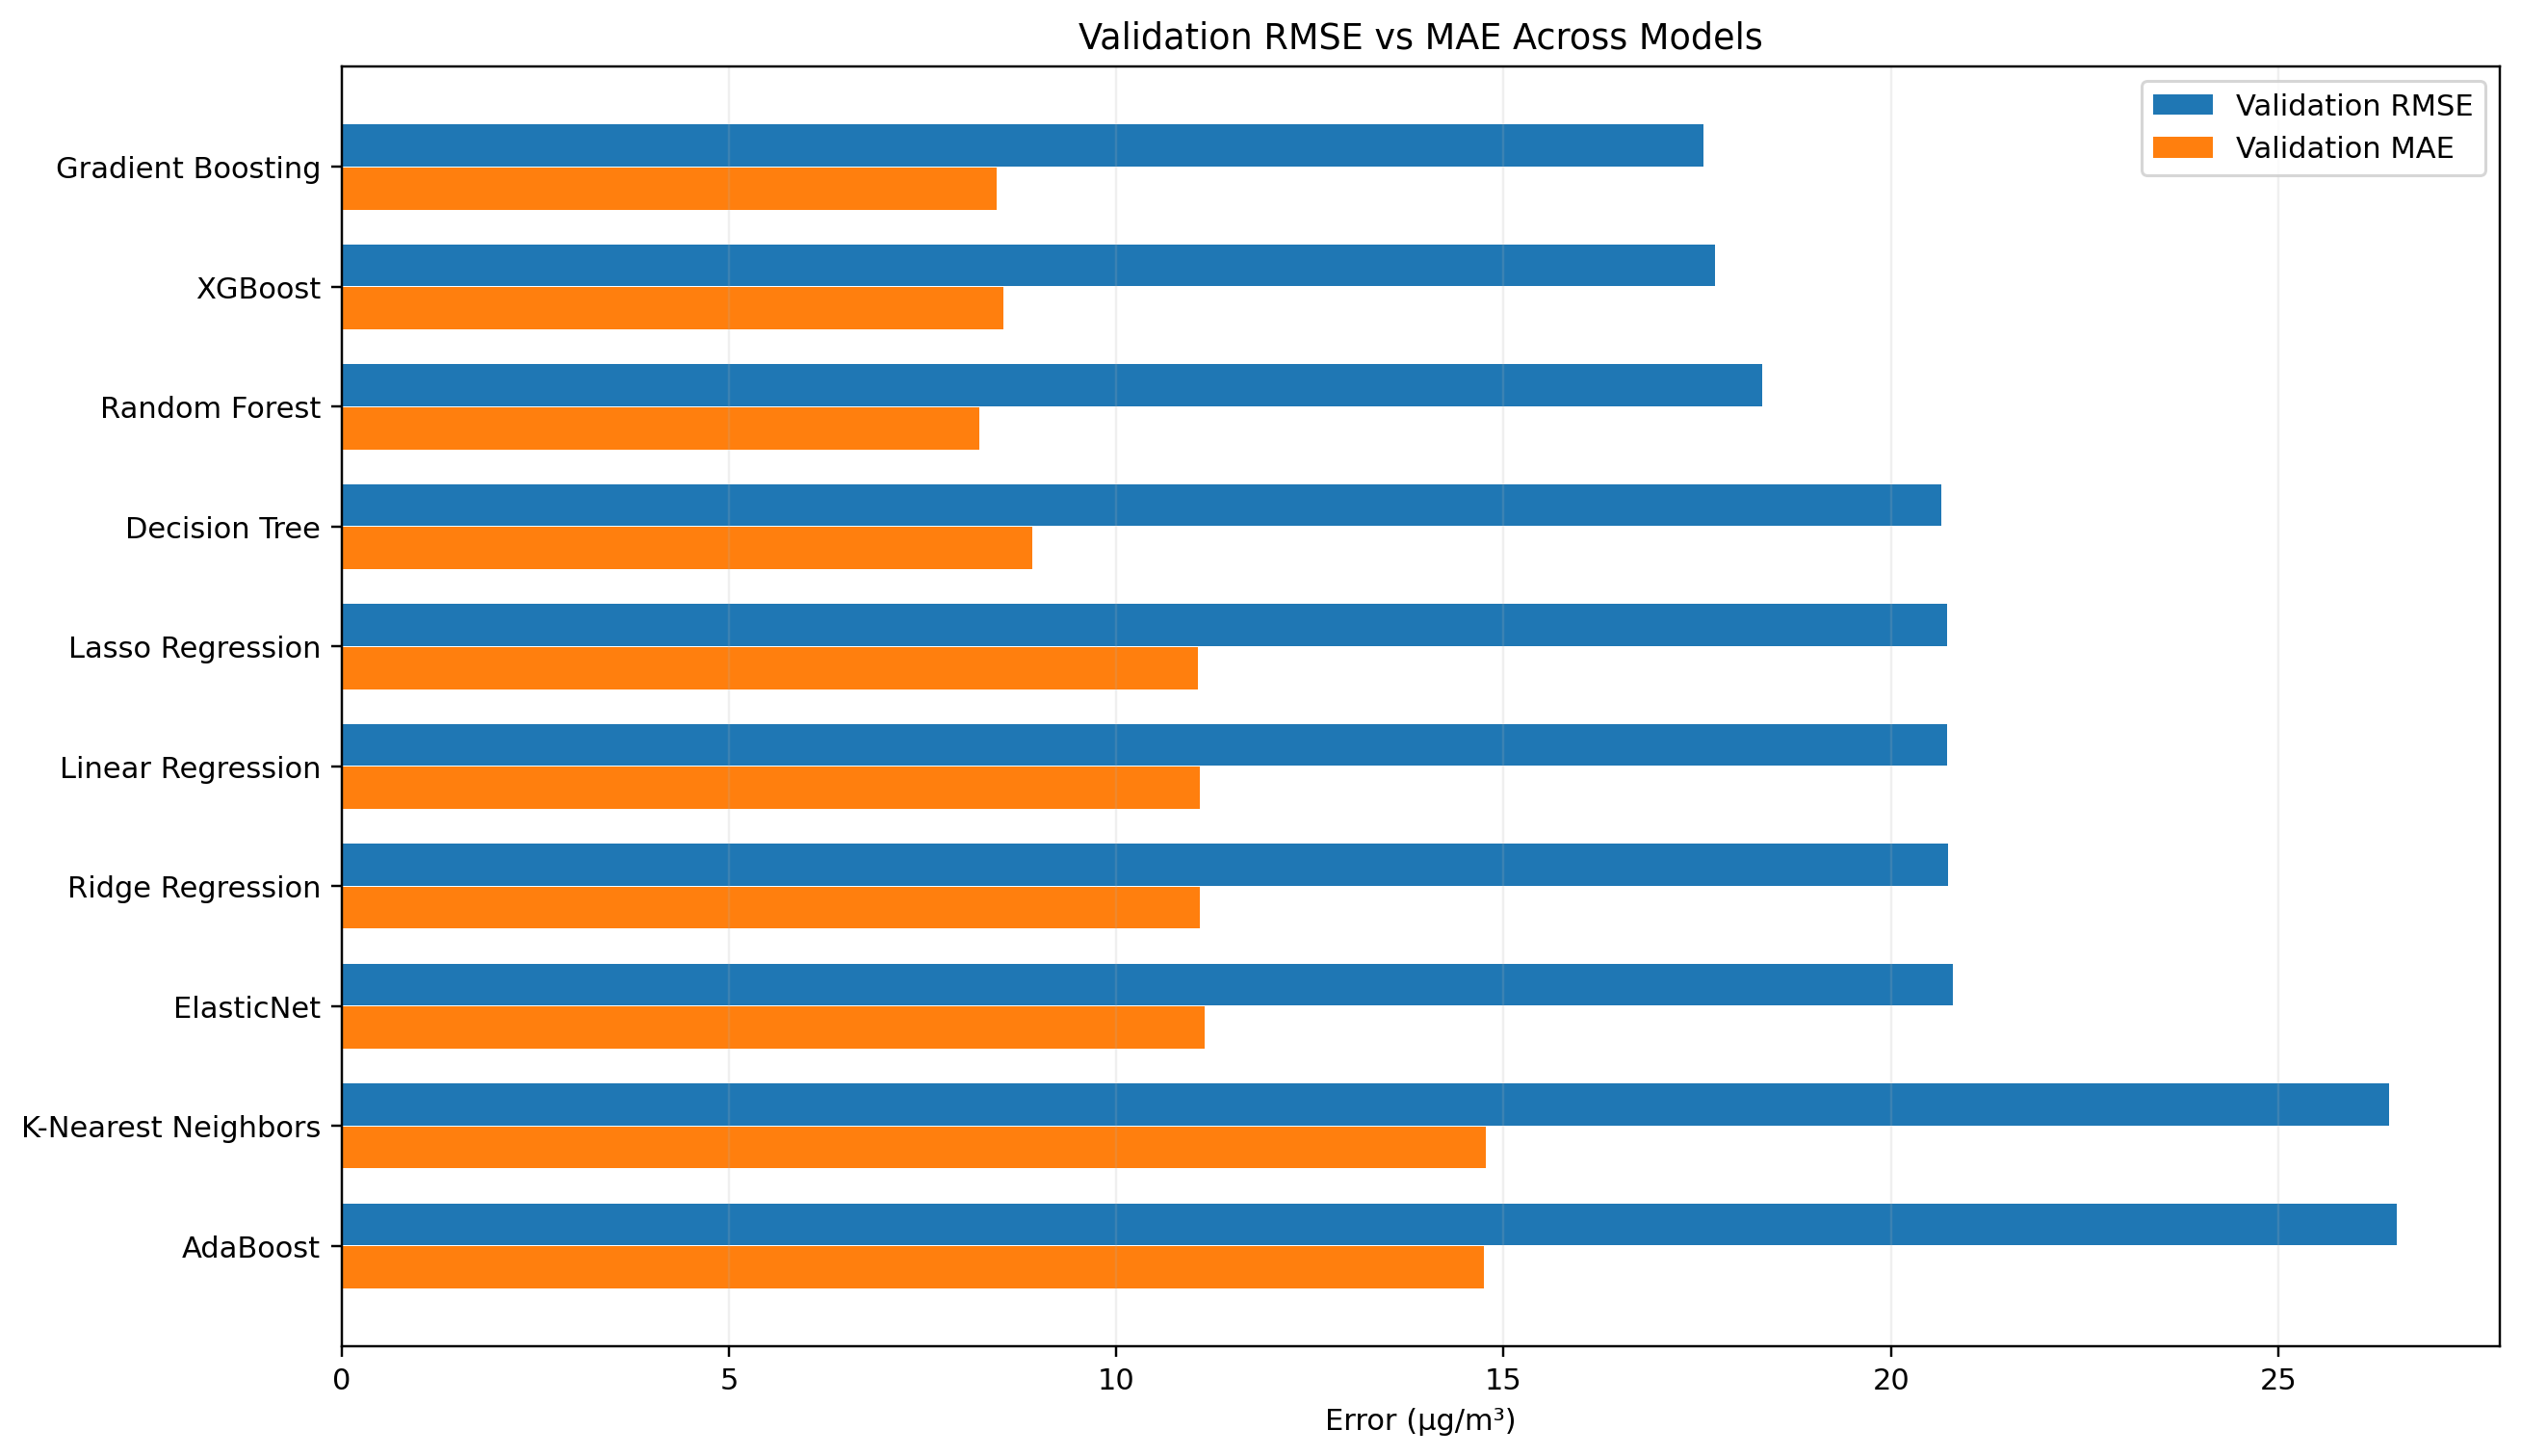 Validation RMSE vs MAE Across Models
Validation RMSE
Validation MAE
Gradient Boosting
XGBoost
Random Forest
Decision Tree
Lasso Regression
Linear Regression
Ridge Regression
ElasticNet
K-Nearest Neighbors
AdaBoost
0 5 10 15 20 25
Error (μg/m³)